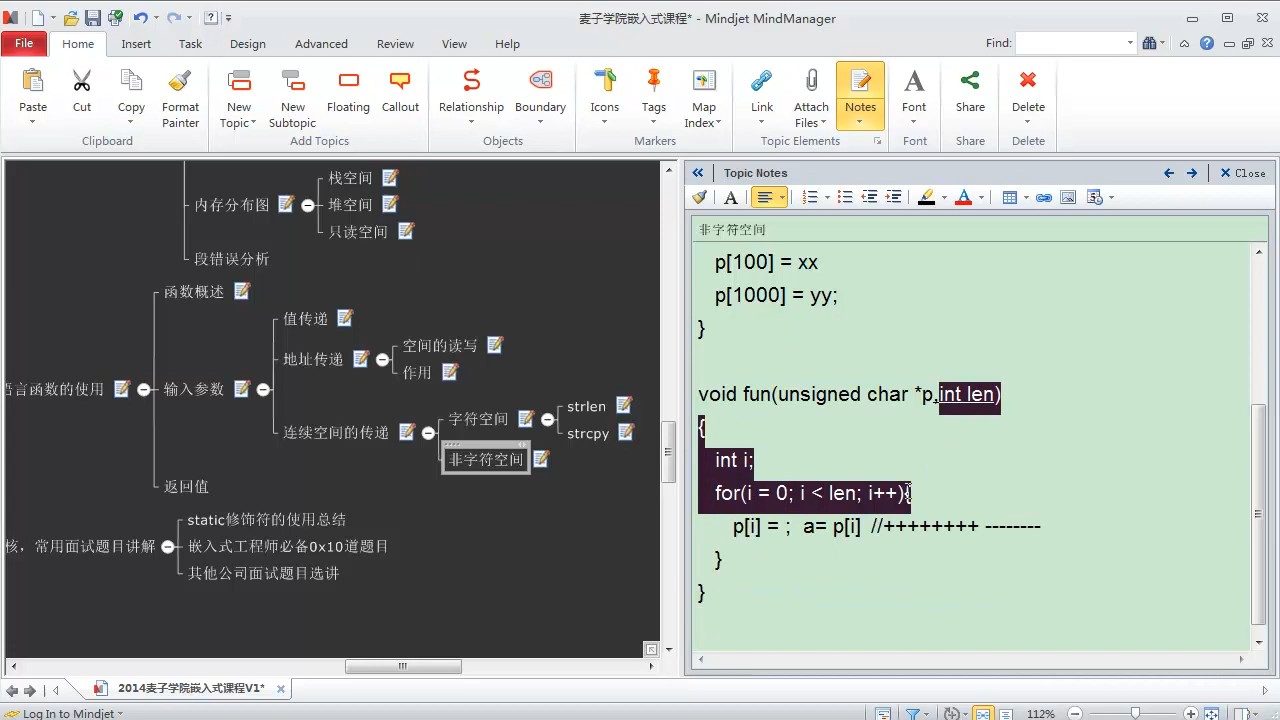 麦子学院嵌入式课程* - Mindjet MindManager
File Home Insert Task Design Advanced Review View Help Find:
Paste Cut Copy Format Painter New Topic New Subtopic Floating Callout Relationship Boundary Icons Tags Map Index Link Attach Files Notes Font Share Delete
Clipboard Add Topics Objects Markers Topic Elements Font Share Delete
栈空间
内存分布图
堆空间
只读空间
段错误分析
函数概述
值传递
空间的读写
地址传递
作用
语言函数的使用
输入参数
strlen
字符空间
strcpy
连续空间的传递
非字符空间
返回值
static修饰符的使用总结
核,常用面试题目讲解
嵌入式工程师必备0x10道题目
其他公司面试题目选讲
Topic Notes Close
非字符空间
p[100] = xx
p[1000] = yy;
}
void fun(unsigned char *p,int len)
{
int i;
for(i = 0; i < len; i++){
p[i] = ; a= p[i] //++++++++ --------
}
}
2014麦子学院嵌入式课程V1*
Log In to Mindjet 112%